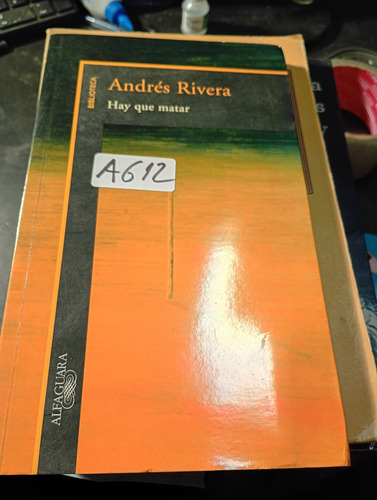 BIBLIOTECA
Andrés Rivera
Hay que matar
A612
ALFAGUARA